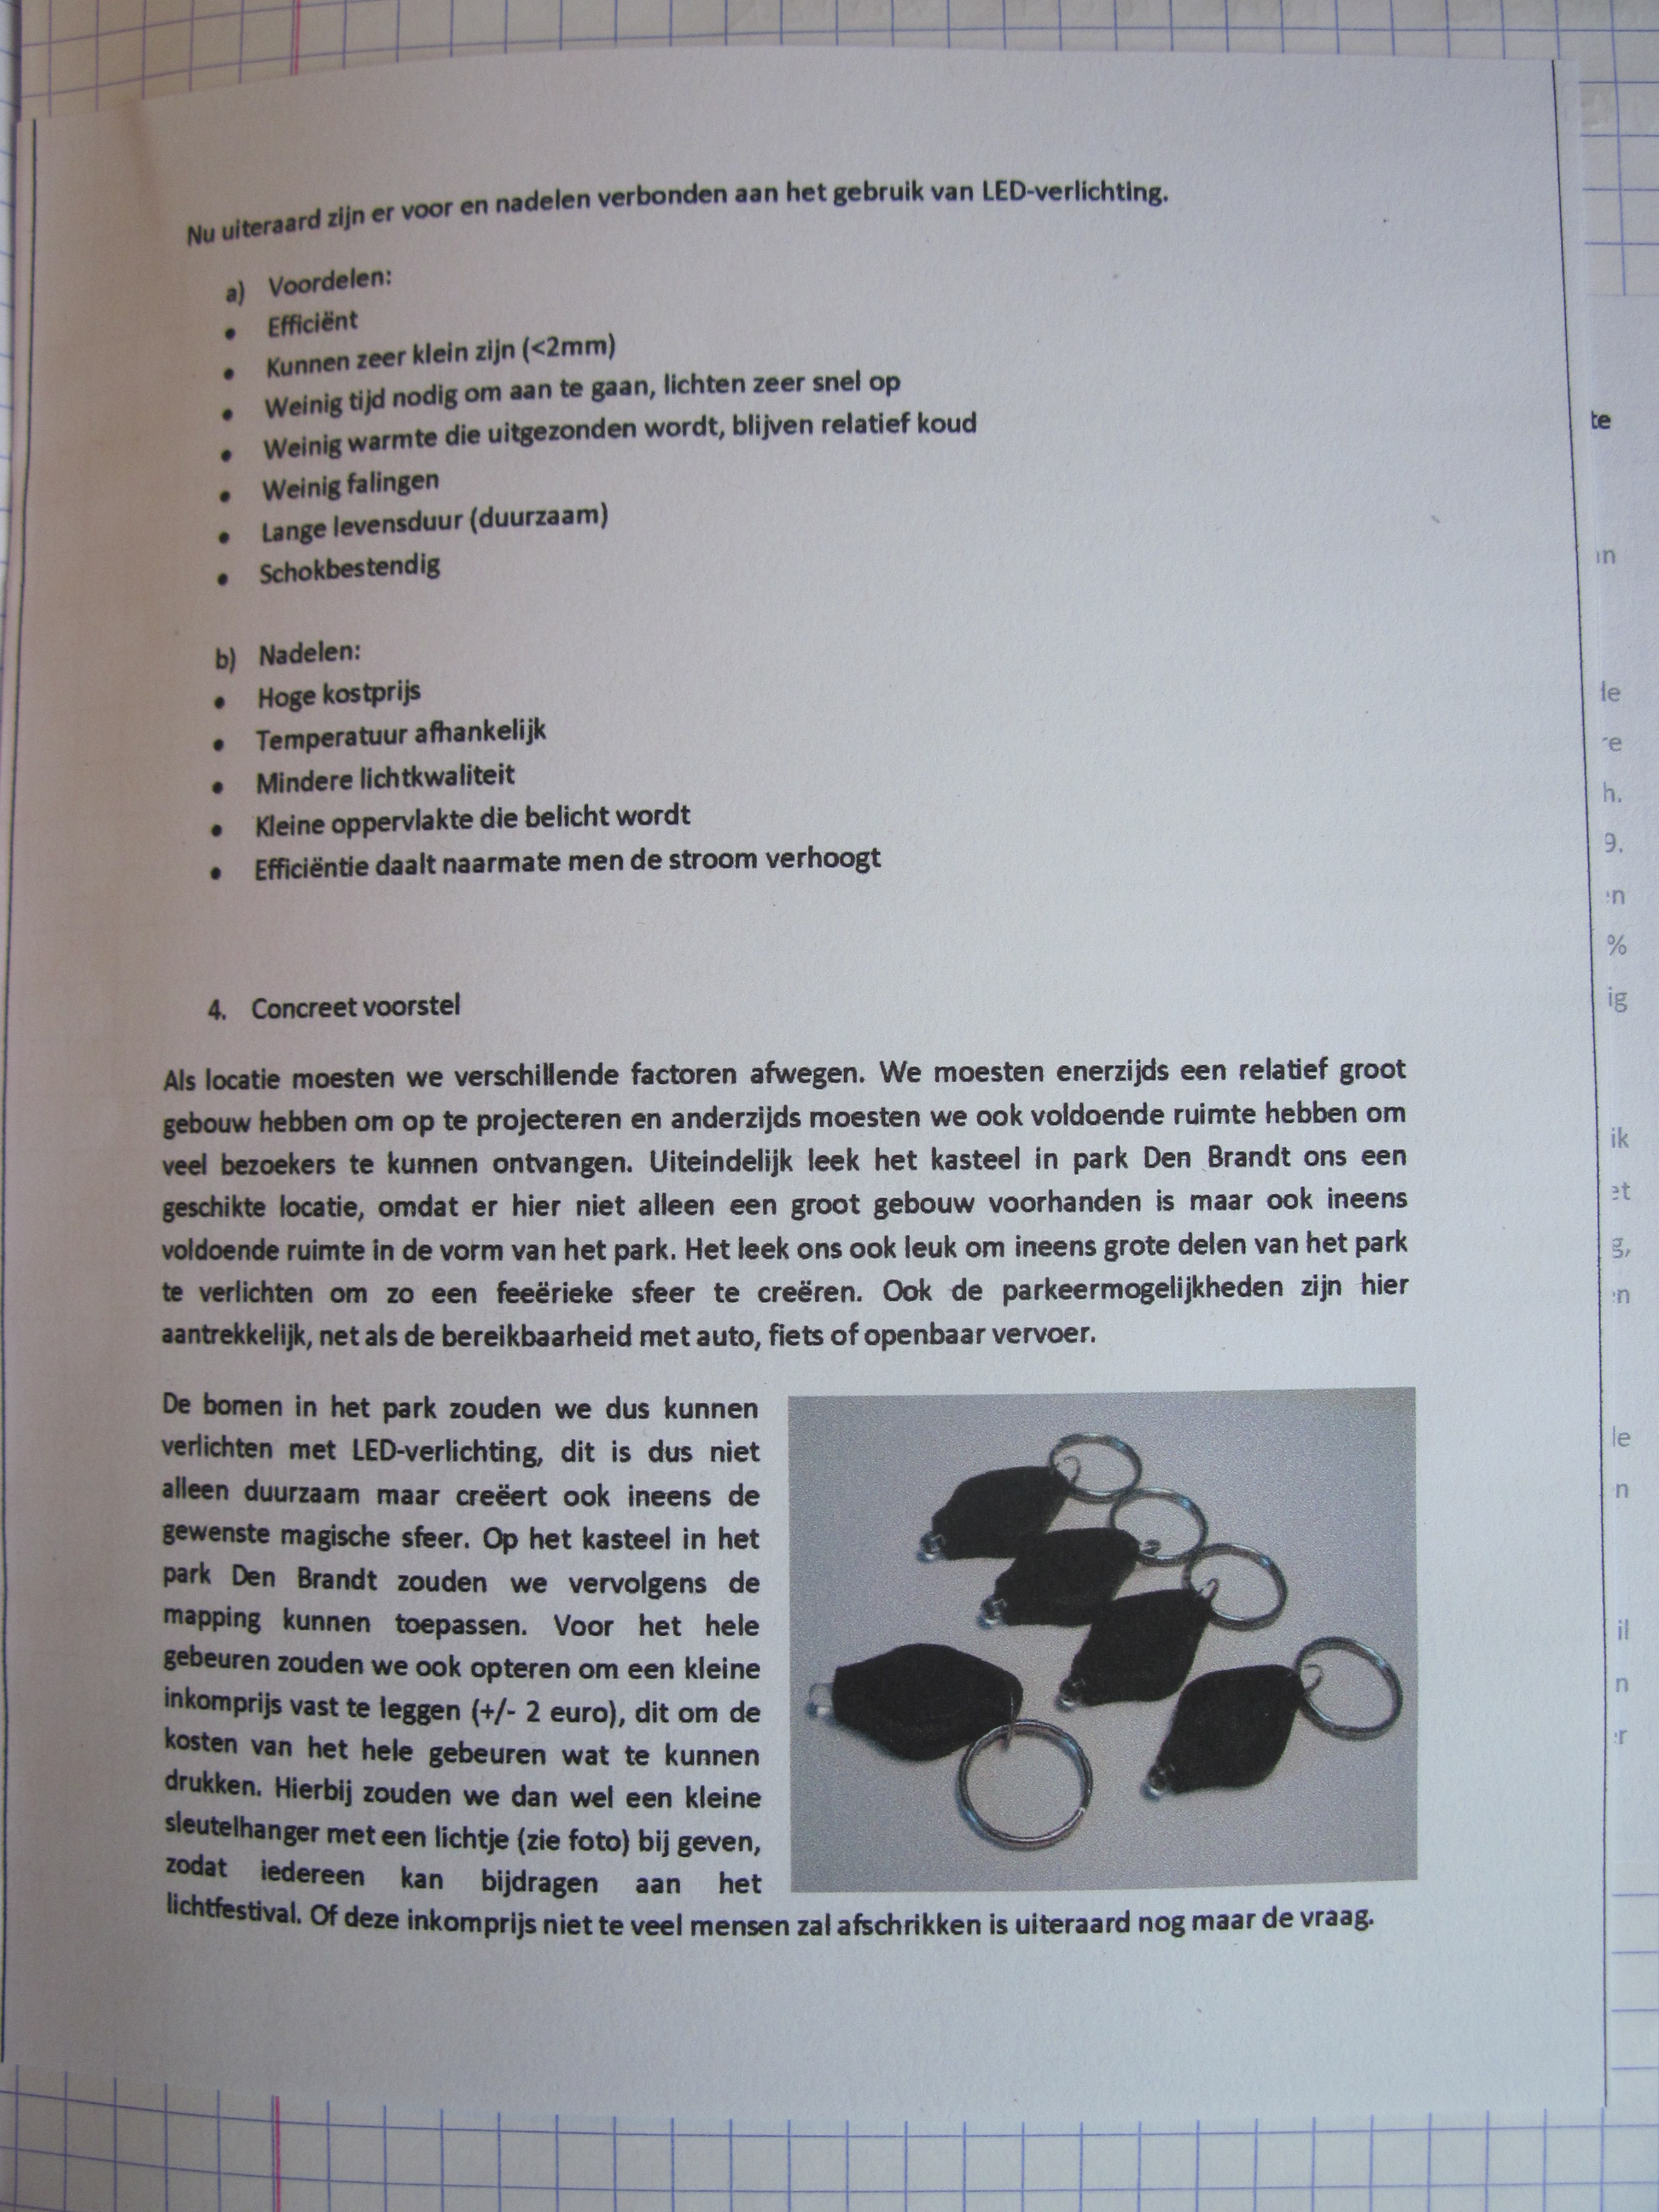 Nu uiteraard zijn er voor en nadelen verbonden aan het gebruik van LED-verlichting.
a) Voordelen:
• Efficiënt
• Kunnen zeer klein zijn (<2mm)
• Weinig tijd nodig om aan te gaan, lichten zeer snel op
• Weinig warmte die uitgezonden wordt, blijven relatief koud
• Weinig falingen
• Lange levensduur (duurzaam)
• Schokbestendig
b) Nadelen:
• Hoge kostprijs
• Temperatuur afhankelijk
• Mindere lichtkwaliteit
• Kleine oppervlakte die belicht wordt
• Efficiëntie daalt naarmate men de stroom verhoogt
4. Concreet voorstel
Als locatie moesten we verschillende factoren afwegen. We moesten enerzijds een relatief groot
gebouw hebben om op te projecteren en anderzijds moesten we ook voldoende ruimte hebben om
veel bezoekers te kunnen ontvangen. Uiteindelijk leek het kasteel in park Den Brandt ons een
geschikte locatie, omdat er hier niet alleen een groot gebouw voorhanden is maar ook ineens
voldoende ruimte in de vorm van het park. Het leek ons ook leuk om ineens grote delen van het park
te verlichten om zo een feeërieke sfeer te creëren. Ook de parkeermogelijkheden zijn hier
aantrekkelijk, net als de bereikbaarheid met auto, fiets of openbaar vervoer.
De bomen in het park zouden we dus kunnen
verlichten met LED-verlichting, dit is dus niet
alleen duurzaam maar creëert ook ineens de
gewenste magische sfeer. Op het kasteel in het
park Den Brandt zouden we vervolgens de
mapping kunnen toepassen. Voor het hele
gebeuren zouden we ook opteren om een kleine
inkomprijs vast te leggen (+/- 2 euro), dit om de
kosten van het hele gebeuren wat te kunnen
drukken. Hierbij zouden we dan wel een kleine
sleutelhanger met een lichtje (zie foto) bij geven,
zodat iedereen kan bijdragen aan het
lichtfestival. Of deze inkomprijs niet te veel mensen zal afschrikken is uiteraard nog maar de vraag.